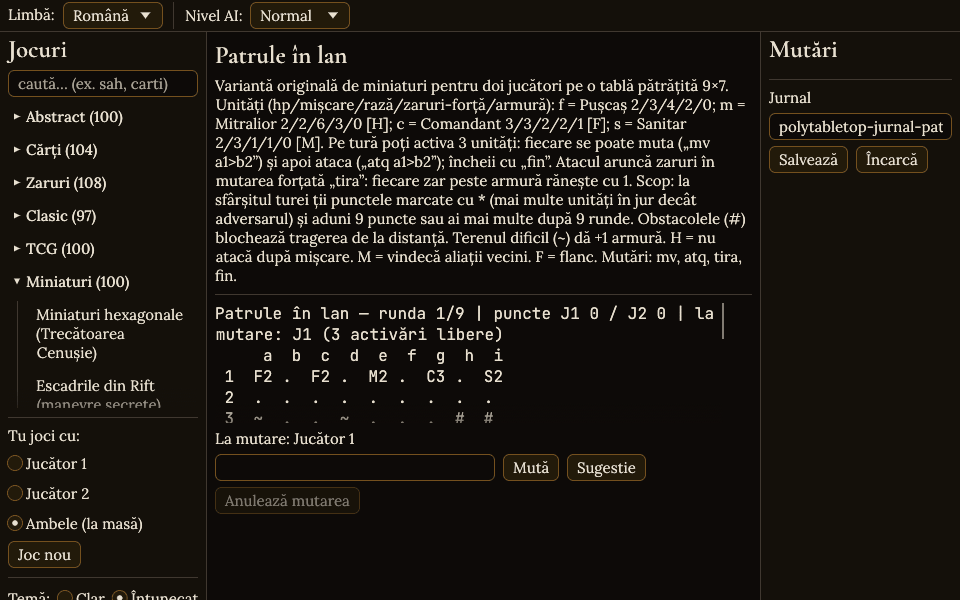 Limbă: Română ▼ Nivel AI: Normal ▼
Jocuri
caută... (ex. sah, carti)
▸ Abstract (100)
▸ Cărți (104)
▸ Zaruri (108)
▸ Clasic (97)
▸ TCG (100)
▾ Miniaturi (100)
Miniaturi hexagonale
(Trecătoarea
Cenușie)
Escadrile din Rift
(manevre secrete)
Tu joci cu:
Jucător 1
Jucător 2
Ambele (la masă)
Joc nou
Temă: Clar Întunecat
Patrule în lan
Variantă originală de miniaturi pentru doi jucători pe o tablă pătrățită 9×7.
Unități (hp/mișcare/rază/zaruri-forță/armură): f = Pușcaș 2/3/4/2/0; m =
Mitralior 2/2/6/3/0 [H]; c = Comandant 3/3/2/2/1 [F]; s = Sanitar
2/3/1/1/0 [M]. Pe tură poți activa 3 unități: fiecare se poate muta („mv
a1>b2”) și apoi ataca („atq a1>b2”); închei cu „fin”. Atacul aruncă zaruri în
mutarea forțată „tira”: fiecare zar peste armură rănește cu 1. Scop: la
sfârșitul turei ții punctele marcate cu * (mai multe unități în jur decât
adversarul) și aduni 9 puncte sau ai mai multe după 9 runde. Obstacolele (#)
blochează tragerea de la distanță. Terenul dificil (~) dă +1 armură. H = nu
atacă după mișcare. M = vindecă aliații vecini. F = flanc. Mutări: mv, atq, tira,
fin.
Patrule în lan — runda 1/9 | puncte J1 0 / J2 0 | la
mutare: J1 (3 activări libere)
a b c d e f g h i
1 F2 . F2 . M2 . C3 . S2
2 . . . . . . . . .
3 ~ . . ~ . . . # #
La mutare: Jucător 1
Mută
Sugestie
Anulează mutarea
Mutări
Jurnal
polytabletop-jurnal-pat
Salvează
Încarcă